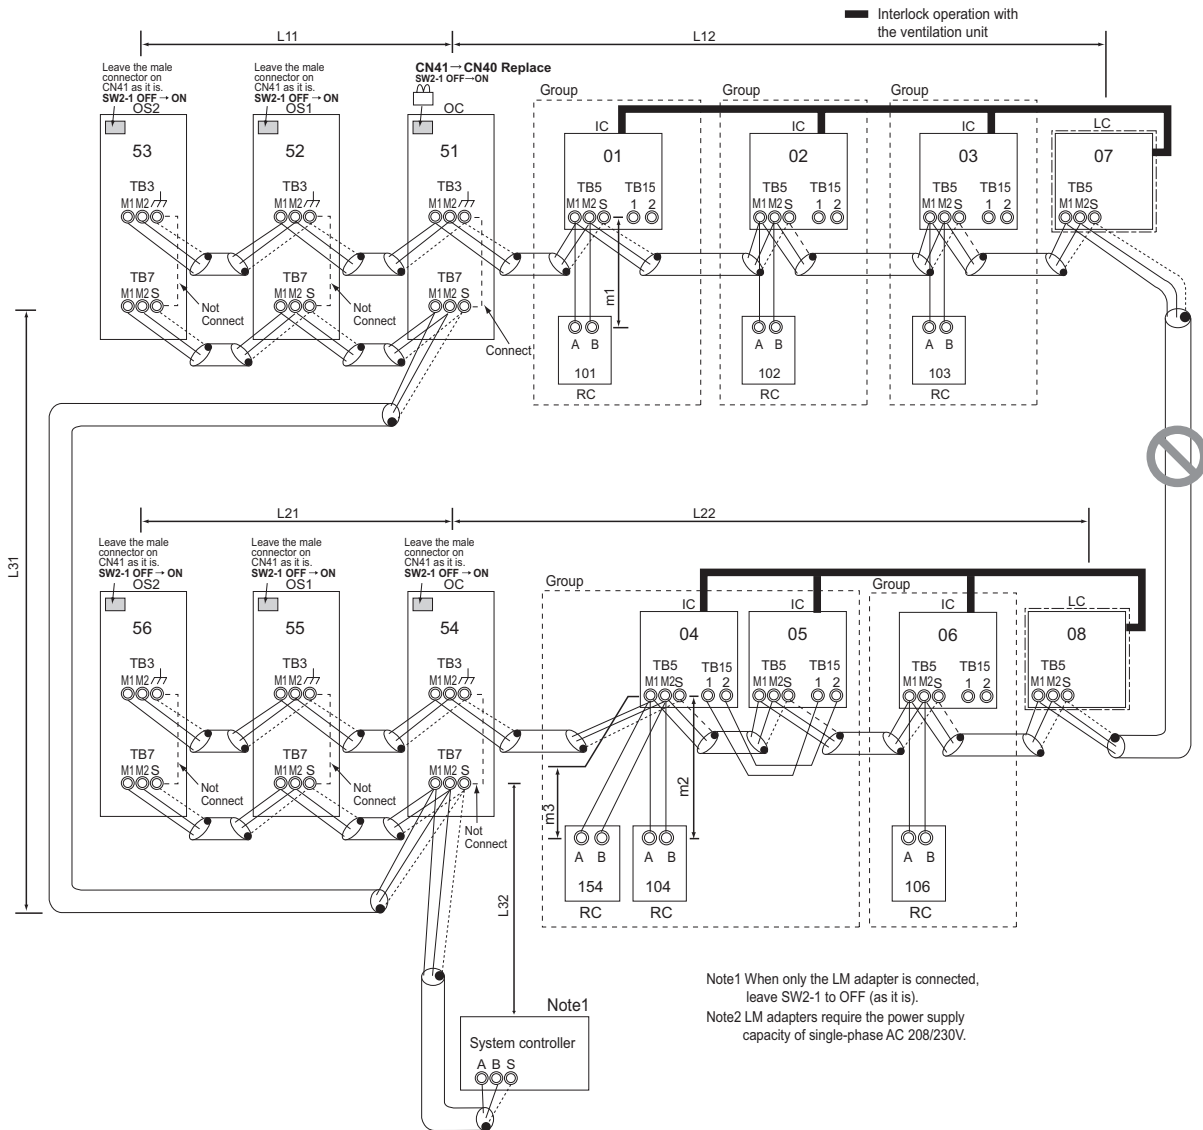 Interlock operation with
the ventilation unit
L11
L12
Leave the male
connector on
CN41 as it is.
SW2-1 OFF → ON
OS2
Leave the male
connector on
CN41 as it is.
SW2-1 OFF → ON
OS1
CN41→CN40 Replace
SW2-1 OFF→ON
OC
Group
Group
Group
IC
IC
IC
LC
53
52
51
01
02
03
07
TB3
TB3
TB3
TB5 TB15
TB5 TB15
TB5 TB15
TB5
M1 M2
M1 M2
M1 M2
M1 M2 S 1 2
M1 M2 S 1 2
M1 M2 S 1 2
M1 M2 S
TB7
TB7
TB7
M1 M2 S
M1 M2 S
M1 M2 S
Not
Connect
Not
Connect
Connect
m1
A B
101
RC
A B
102
RC
A B
103
RC
L31
L21
L22
Leave the male
connector on
CN41 as it is.
SW2-1 OFF → ON
OS2
Leave the male
connector on
CN41 as it is.
SW2-1 OFF → ON
OS1
Leave the male
connector on
CN41 as it is.
SW2-1 OFF → ON
OC
Group
Group
IC
IC
IC
LC
56
55
54
04
05
06
08
TB3
TB3
TB3
TB5 TB15
TB5 TB15
TB5 TB15
TB5
M1 M2
M1 M2
M1 M2
M1 M2 S 1 2
M1 M2 S 1 2
M1 M2 S 1 2
M1 M2 S
TB7
TB7
TB7
M1 M2 S
M1 M2 S
M1 M2 S
Not
Connect
Not
Connect
Not
Connect
m3
m2
A B
154
RC
A B
104
RC
A B
106
RC
L32
Note1
System controller
A B S
Note1 When only the LM adapter is connected,
leave SW2-1 to OFF (as it is).
Note2 LM adapters require the power supply
capacity of single-phase AC 208/230V.